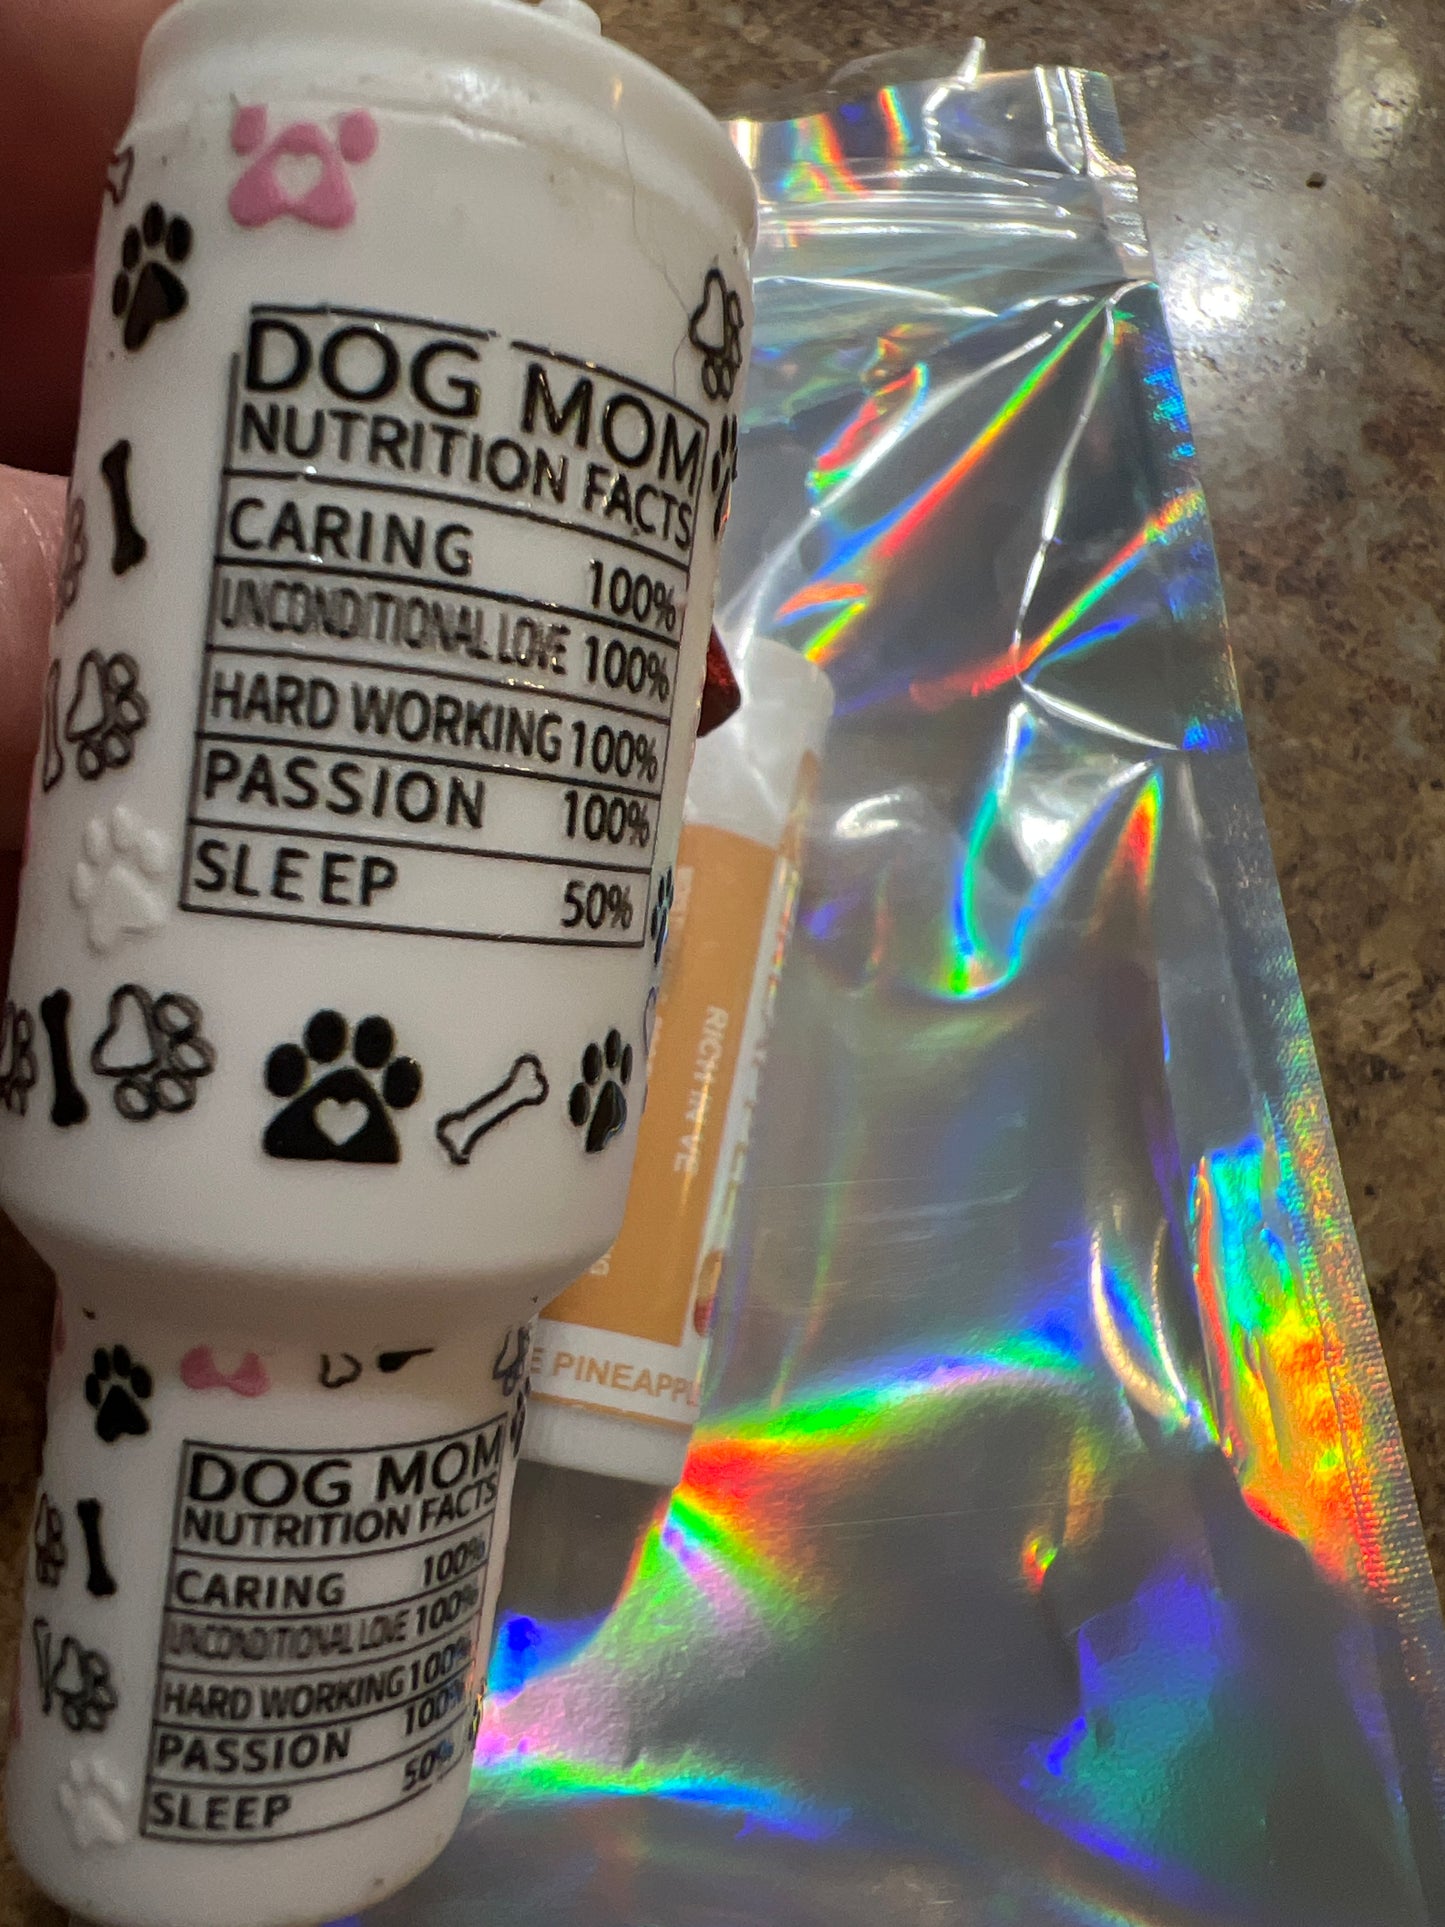 DOG MOM
NUTRITION FACTS
CARING 100%
UNCONDITIONAL LOVE 100%
HARD WORKING 100%
PASSION 100%
SLEEP 50%
RICH IN VE
E PINEAPPL
DOG MOM
NUTRITION FACTS
CARING 100%
UNCONDITIONAL LOVE 100%
HARD WORKING 100%
PASSION 100%
SLEEP 50%